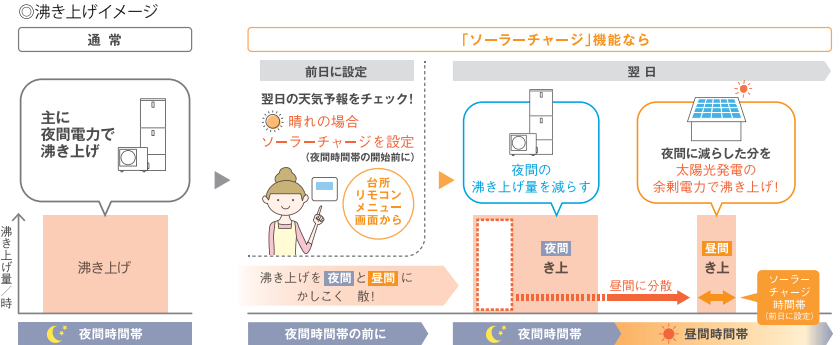 ◎沸き上げイメージ
通 常
主に
夜間電力で
沸き上げ
沸き上げ量／時
沸き上げ
夜間時間帯
「ソーラーチャージ」機能なら
前日に設定
翌日の天気予報をチェック!
晴れの場合
ソーラーチャージを設定
(夜間時間帯の開始前に)
台所
リモコン
メニュー
画面から
沸き上げを 夜間 と 昼間 に
かしこく 散!
夜間時間帯の前に
翌 日
夜間の
沸き上げ量を減らす
夜間
き上
昼間に分散
夜間時間帯
夜間に減らした分を
太陽光発電の
余剰電力で沸き上げ!
昼間
き上
ソーラー
チャージ
時間帯
(前日に設定)
昼間時間帯